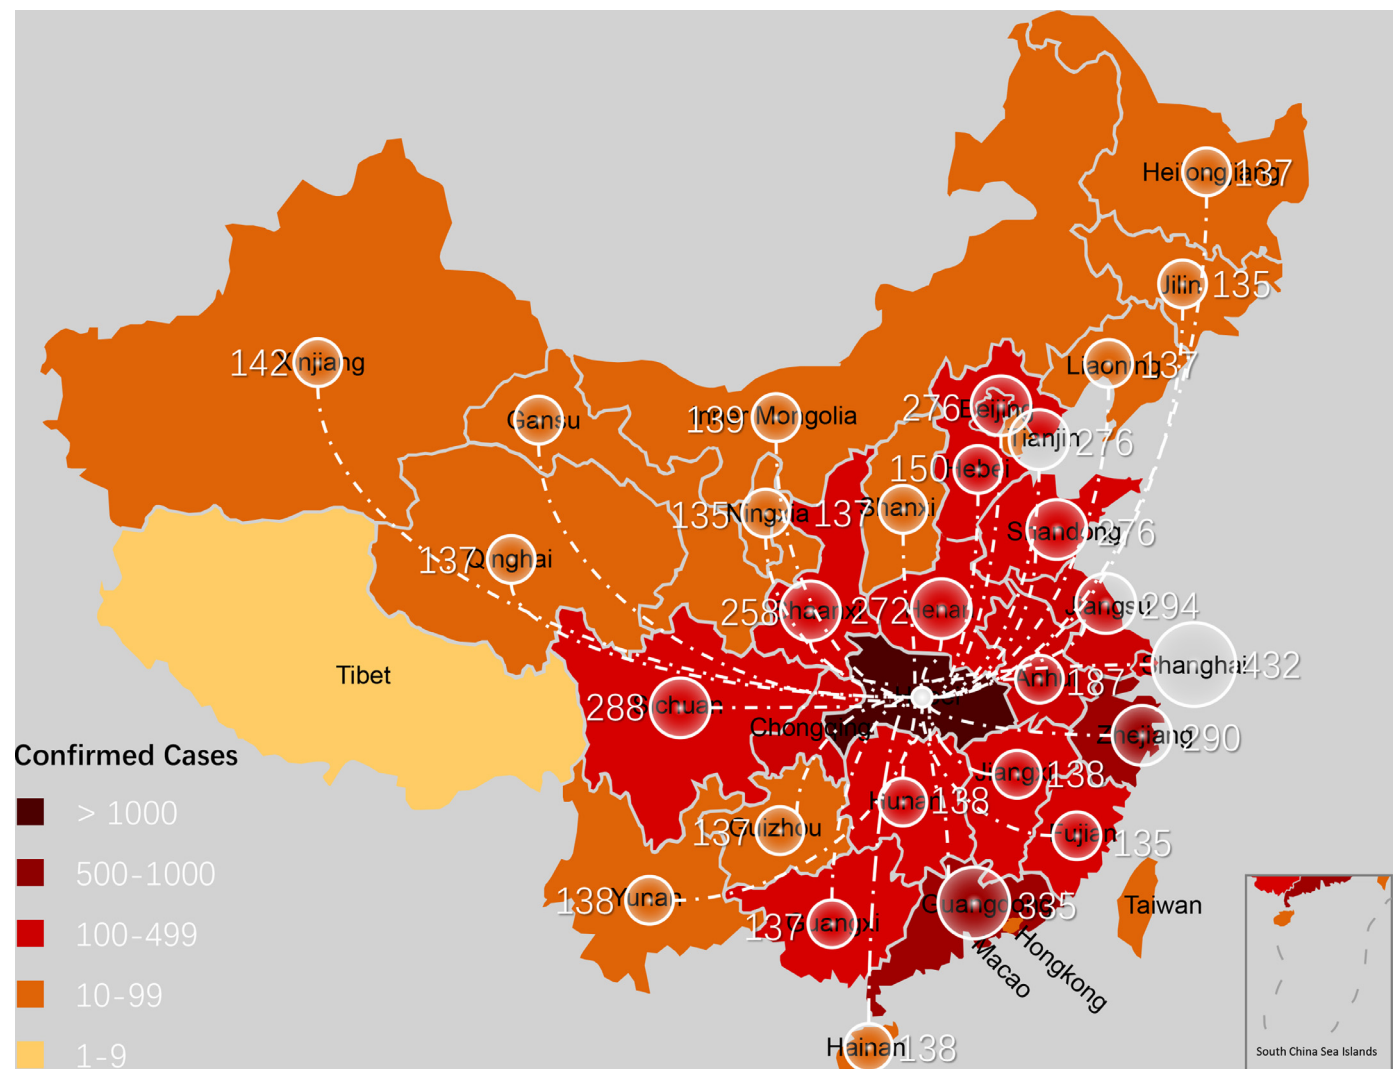 Heilongjiang 137
Jilin 135
142 Xinjiang
Liaoning 137
Gansu
139 Inner Mongolia
276 Beijing
Tianjin 276
150 Hebei
135 Ningxia
137 Shanxi
Shandong 276
137 Qinghai
258 Shaanxi
272 Henan
Jiangsu 294
Shanghai 432
Tibet
288 Sichuan
Hubei
Anhui 187
Chongqing
Zhejiang 290
Confirmed Cases
> 1000
500-1000
100-499
10-99
1-9
Jiangxi 138
Hunan 138
137 Guizhou
Fujian 135
138 Yunan
137 Guangxi
Guangdong 335
Taiwan
Hongkong
Macao
Hainan 138
South China Sea Islands